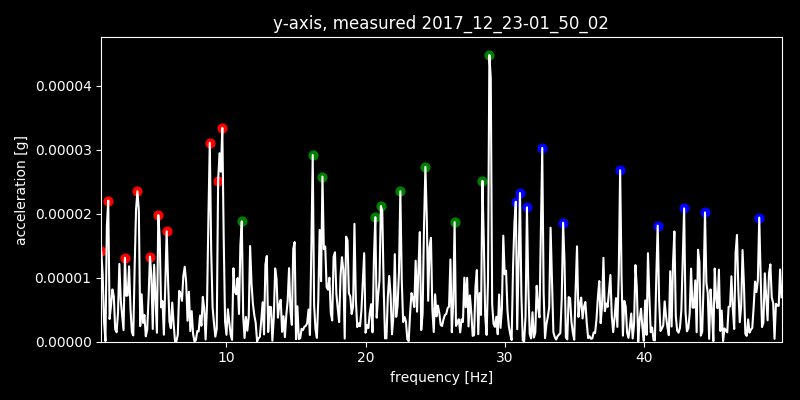 y-axis, measured 2017_12_23-01_50_02
acceleration [g]
0.00004
0.00003
0.00002
0.00001
0.00000
10 20 30 40
frequency [Hz]